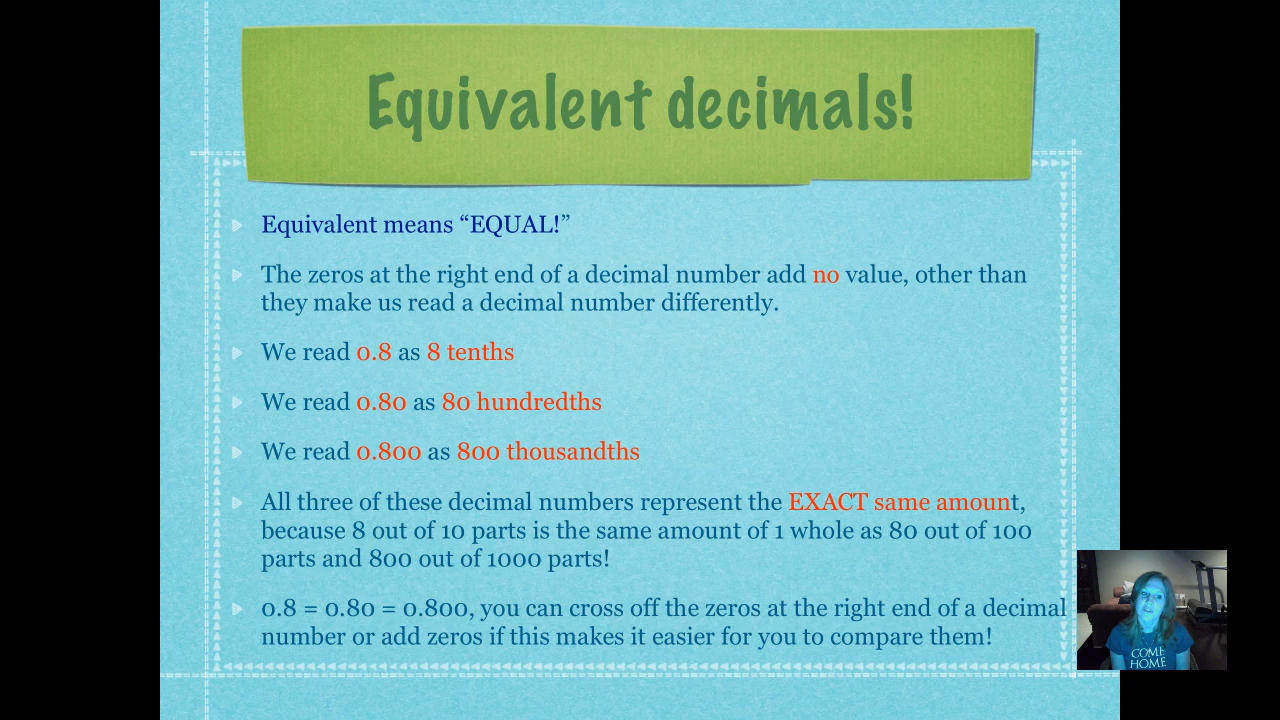 Equivalent decimals!
Equivalent means “EQUAL!”
The zeros at the right end of a decimal number add no value, other than
they make us read a decimal number differently.
We read 0.8 as 8 tenths
We read 0.80 as 80 hundredths
We read 0.800 as 800 thousandths
All three of these decimal numbers represent the EXACT same amount,
because 8 out of 10 parts is the same amount of 1 whole as 80 out of 100
parts and 800 out of 1000 parts!
0.8 = 0.80 = 0.800, you can cross off the zeros at the right end of a decimal
number or add zeros if this makes it easier for you to compare them!
COME
HOME